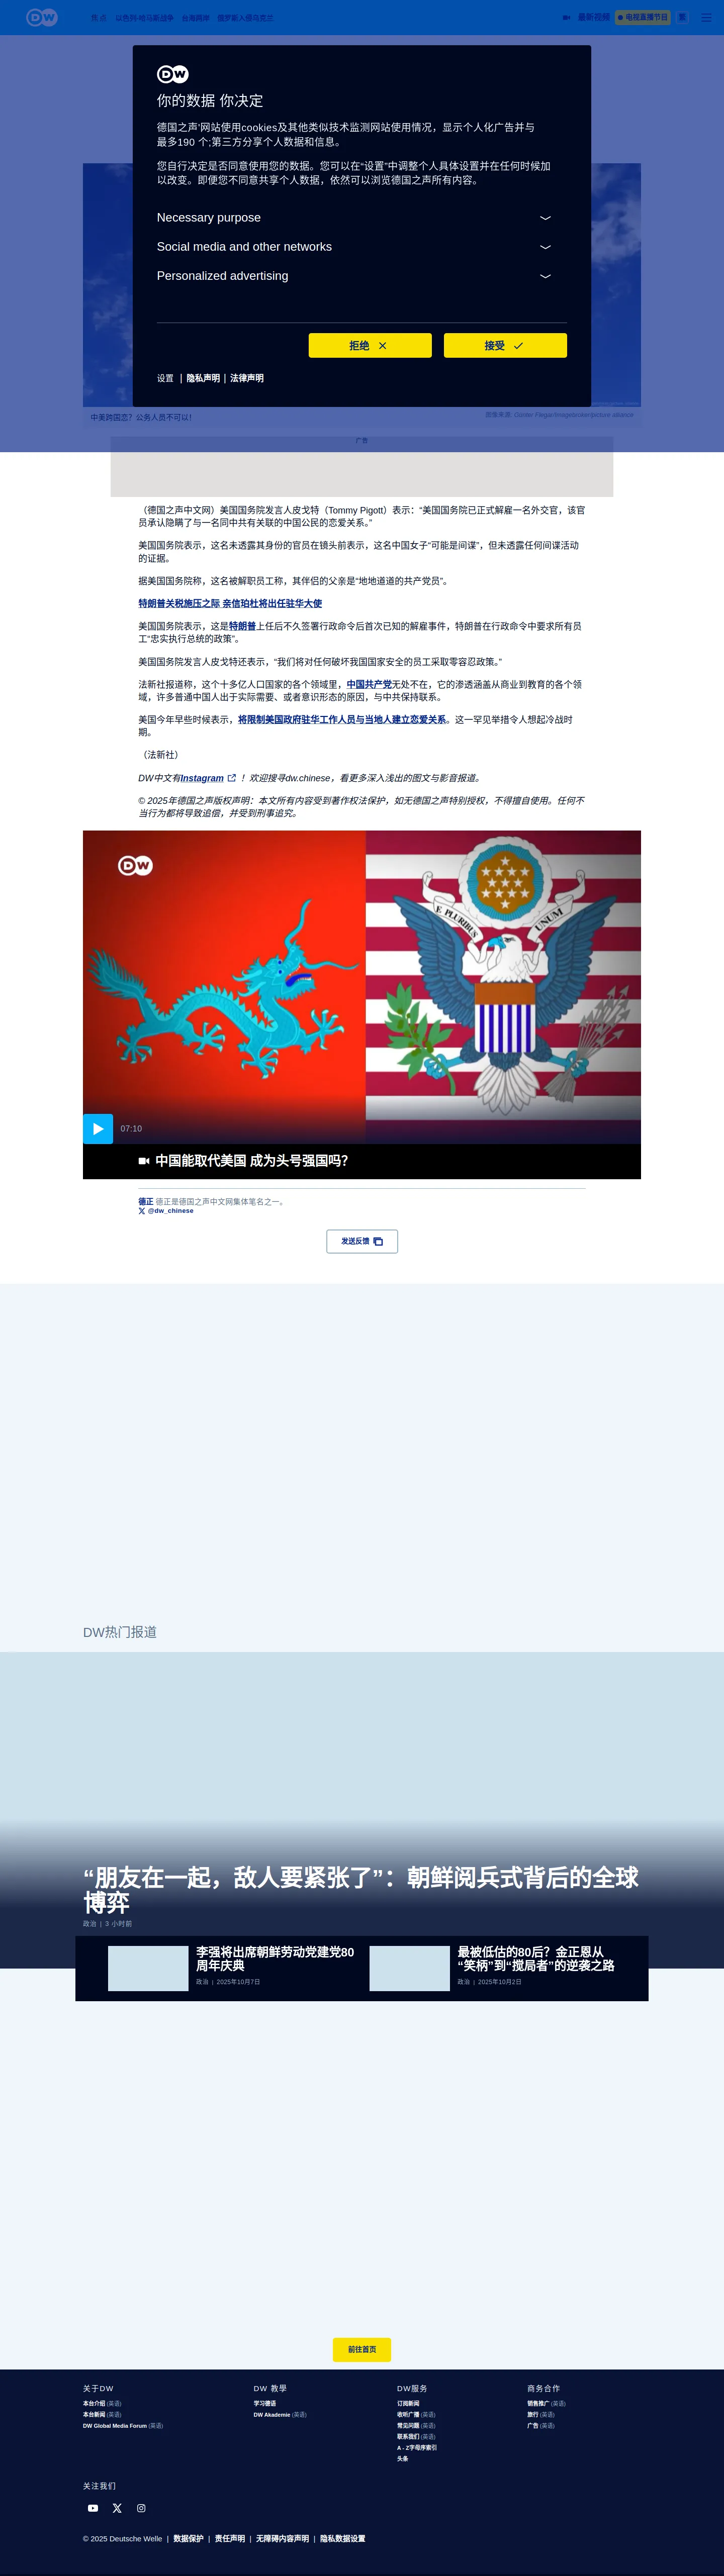 DW
焦点 以色列-哈马斯战争 台海两岸 俄罗斯入侵乌克兰
最新视频 电视直播节目 繁
DW
你的数据 你决定
德国之声'网站使用cookies及其他类似技术监测网站使用情况，显示个人化广告并与
最多190 个;第三方分享个人数据和信息。
您自行决定是否同意使用您的数据。您可以在“设置”中调整个人具体设置并在任何时候加
以改变。即便您不同意共享个人数据，依然可以浏览德国之声所有内容。
Necessary purpose
Social media and other networks
Personalized advertising
拒绝 接受
设置 | 隐私声明 | 法律声明
中美跨国恋？公务人员不可以！
广告
（德国之声中文网）美国国务院发言人皮戈特（Tommy Pigott）表示：“美国国务院已正式解雇一名外交官，该官
员承认隐瞒了与一名同中共有关联的中国公民的恋爱关系。”
美国国务院表示，这名未透露其身份的官员在镜头前表示，这名中国女子“可能是间谍”，但未透露任何间谍活动
的证据。
据美国国务院称，这名被解职员工称，其伴侣的父亲是“地地道道的共产党员”。
特朗普关税施压之际 亲信珀杜将出任驻华大使
美国国务院表示，这是特朗普上任后不久签署行政命令后首次已知的解雇事件，特朗普在行政命令中要求所有员
工“忠实执行总统的政策”。
美国国务院发言人皮戈特还表示，“我们将对任何破坏我国国家安全的员工采取零容忍政策。”
法新社报道称，这个十多亿人口国家的各个领域里，中国共产党无处不在，它的渗透涵盖从商业到教育的各个领
域，许多普通中国人出于实际需要、或者意识形态的原因，与中共保持联系。
美国今年早些时候表示，将限制美国政府驻华工作人员与当地人建立恋爱关系。这一罕见举措令人想起冷战时
期。
（法新社）
DW中文有Instagram ！欢迎搜寻dw.chinese，看更多深入浅出的图文与影音报道。
© 2025年德国之声版权声明：本文所有内容受到著作权法保护，如无德国之声特别授权，不得擅自使用。任何不
当行为都将导致追偿，并受到刑事追究。
DW
E PLURIBUS UNUM
07:10
中国能取代美国 成为头号强国吗？
德正 德正是德国之声中文网集体笔名之一。
@dw_chinese
发送反馈
DW热门报道
“朋友在一起，敌人要紧张了”：朝鲜阅兵式背后的全球
博弈
政治 | 3 小时前
李强将出席朝鲜劳动党建党80
周年庆典
政治 | 2025年10月7日
最被低估的80后？金正恩从
“笑柄”到“搅局者”的逆袭之路
政治 | 2025年10月2日
前往首页
关于DW
本台介绍 (英语)
本台新闻 (英语)
DW Global Media Forum (英语)
DW 教學
学习德语
DW Akademie (英语)
DW服务
订阅新闻
收听广播 (英语)
常见问题 (英语)
联系我们 (英语)
A - Z字母序索引
头条
商务合作
销售推广 (英语)
旅行 (英语)
广告 (英语)
关注我们
© 2025 Deutsche Welle | 数据保护 | 责任声明 | 无障碍内容声明 | 隐私数据设置